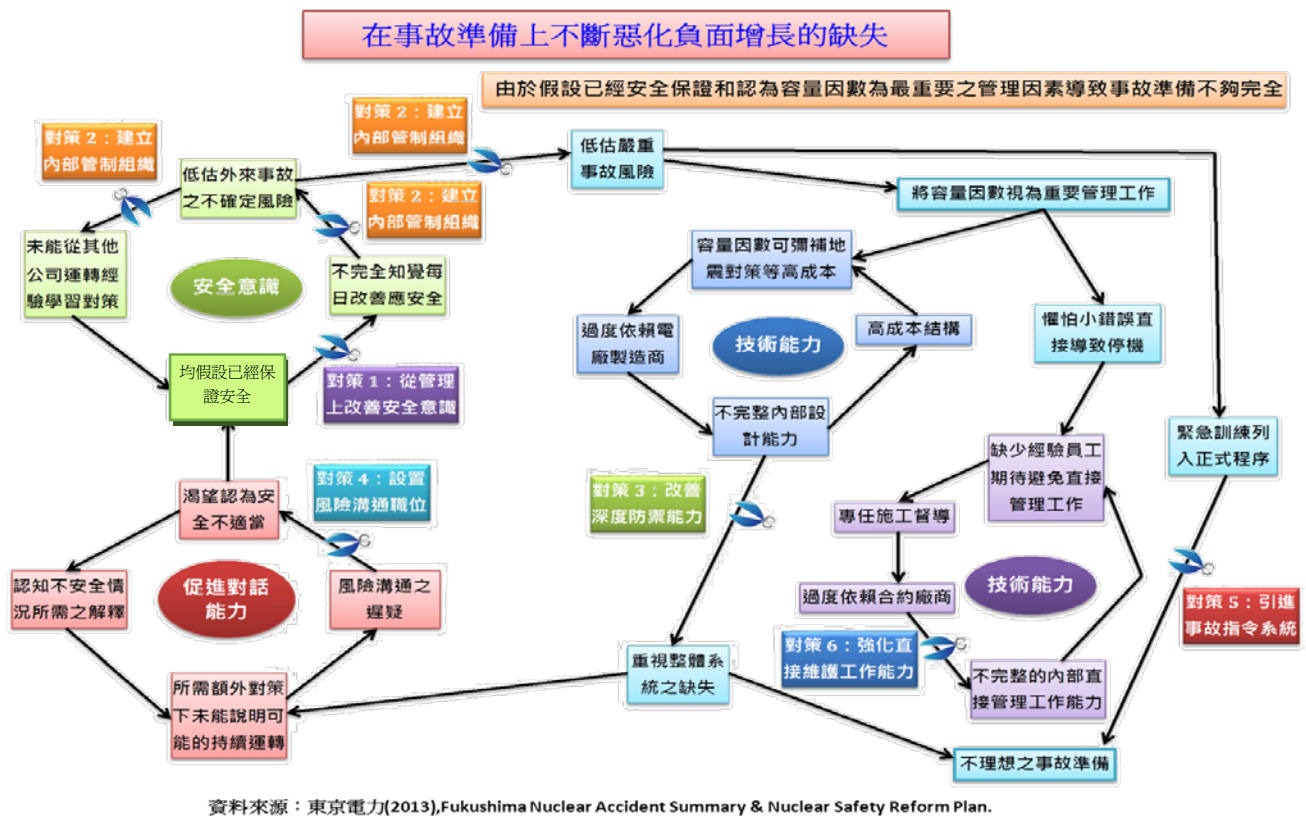 在事故準備上不斷惡化負面增長的缺失
由於假設已經安全保證和認為容量因數為最重要之管理因素導致事故準備不夠完全
對策 2：建立
內部管制組織
對策 2：建立
內部管制組織
低估嚴重
事故風險
低估外來事故
之不確定風險
對策 2：建立
內部管制組織
將容量因數視為重要管理工作
未能從其他
公司運轉經
驗學習對策
安全意識
不完全知覺每
日改善應安全
容量因數可彌補地
震對策等高成本
過度依賴電
廠製造商
技術能力
高成本結構
懼怕小錯誤直
接導致停機
均假設已經保
證安全
對策 1：從管理
上改善安全意識
不完整內部設
計能力
緊急訓練列
入正式程序
缺少經驗員工
期待避免直接
管理工作
渴望認為安
全不適當
對策 4：設置
風險溝通職位
對策 3：改善
深度防禦能力
專任施工督導
認知不安全情
況所需之解釋
促進對話
能力
風險溝通之
遲疑
過度依賴合約廠商
技術能力
對策 5：引進
事故指令系統
對策 6：強化直
接維護工作能力
重視整體系
統之缺失
不完整的內部直
接管理工作能力
所需額外對策
下未能說明可
能的持續運轉
不理想之事故準備
資料來源：東京電力(2013),Fukushima Nuclear Accident Summary & Nuclear Safety Reform Plan.